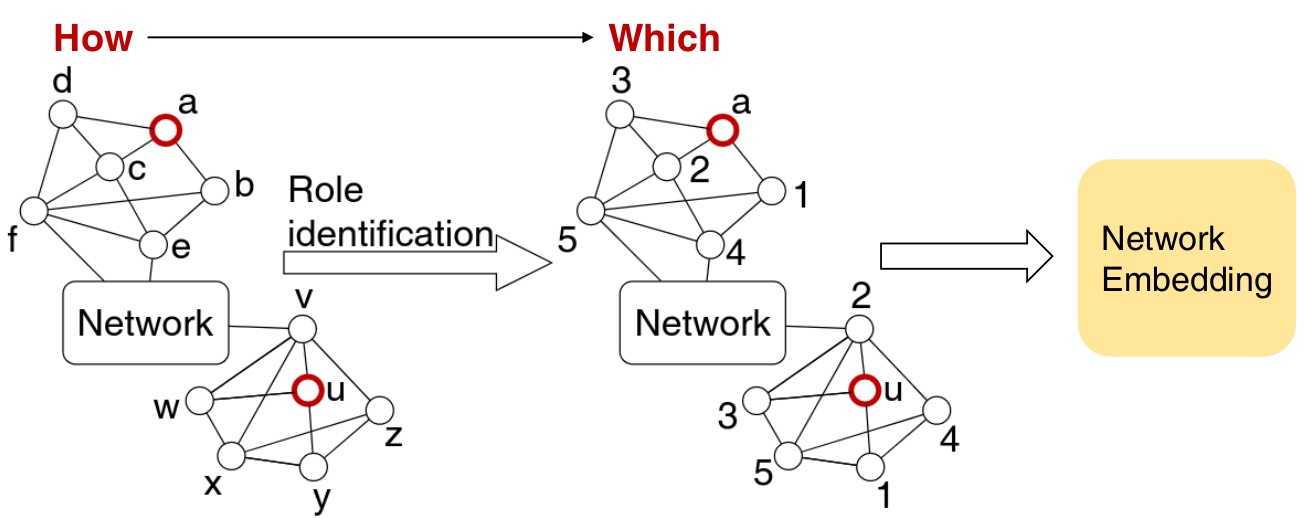 How
Which
d
a
c
b
f
e
Role
identification
Network
v
u
w
z
x
y
3
a
2
1
5
4
Network
2
u
3
4
5
1
Network
Embedding